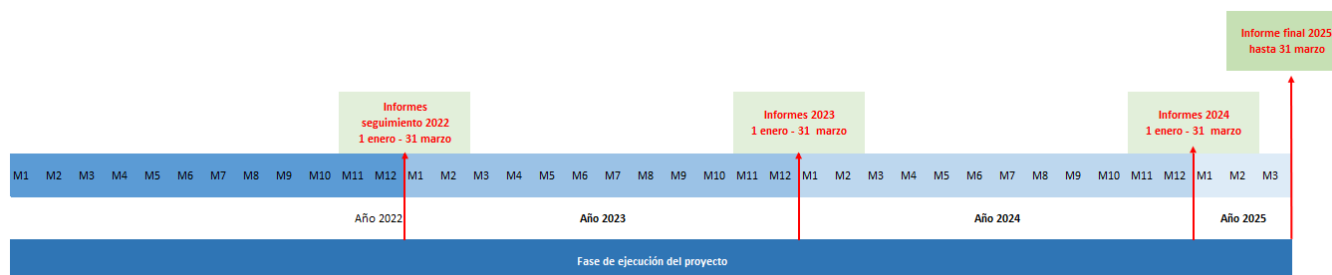 Informe final 2025
hasta 31 marzo
Informes
seguimiento 2022
1 enero - 31 marzo
Informes 2023
1 enero - 31 marzo
Informes 2024
1 enero - 31 marzo
M1 M2 M3 M4 M5 M6 M7 M8 M9 M10 M11 M12 M1 M2 M3 M4 M5 M6 M7 M8 M9 M10 M11 M12 M1 M2 M3 M4 M5 M6 M7 M8 M9 M10 M11 M12 M1 M2 M3
Año 2022 Año 2023 Año 2024 Año 2025
Fase de ejecución del proyecto